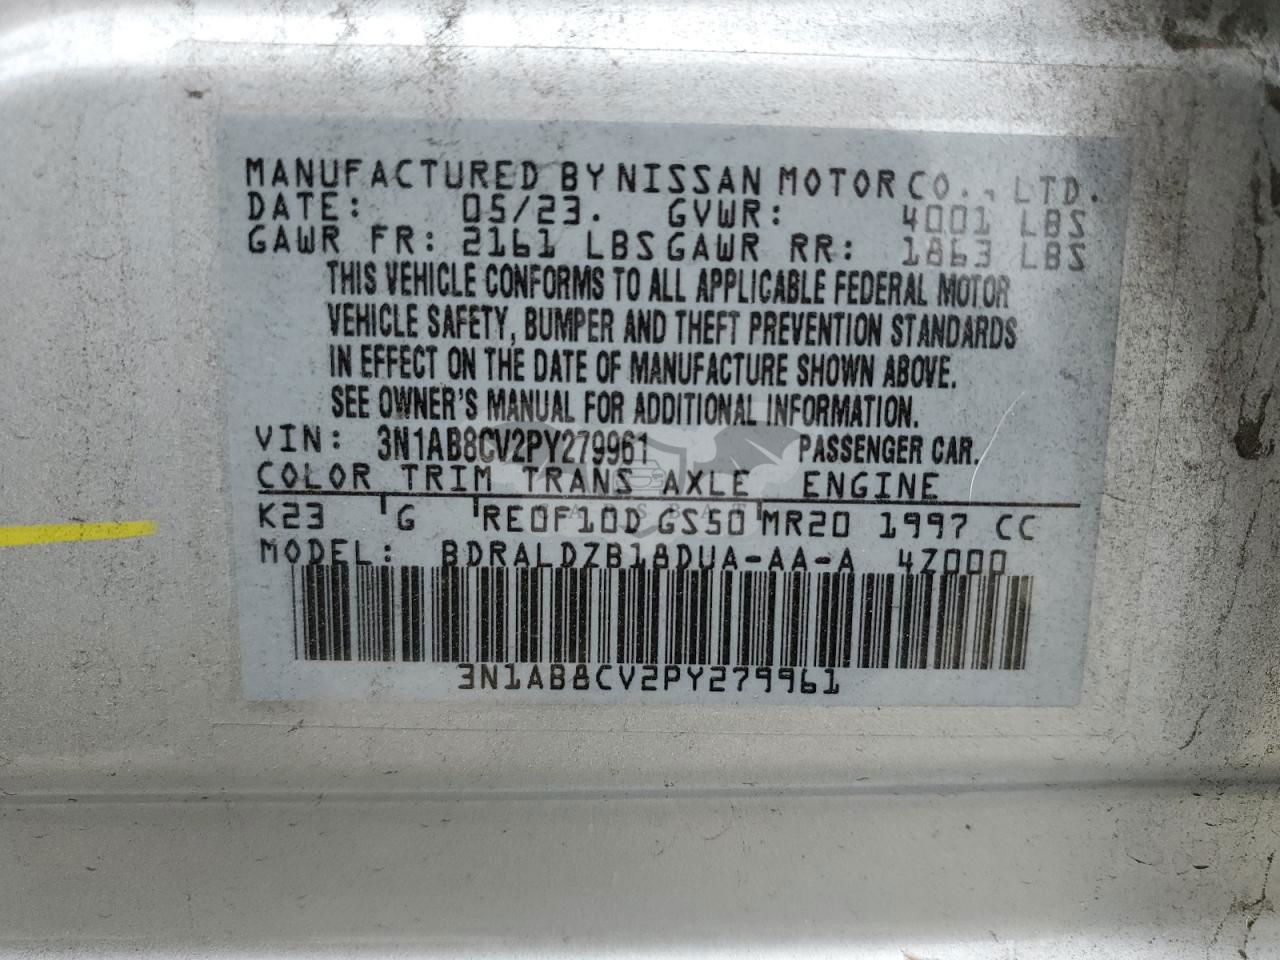 MANUFACTURED BY NISSAN MOTOR CO., LTD.
DATE: 05/23. GVWR: 4001 LBS
GAWR FR: 2161 LBS GAWR RR: 1863 LBS
THIS VEHICLE CONFORMS TO ALL APPLICABLE FEDERAL MOTOR
VEHICLE SAFETY, BUMPER AND THEFT PREVENTION STANDARDS
IN EFFECT ON THE DATE OF MANUFACTURE SHOWN ABOVE.
SEE OWNER'S MANUAL FOR ADDITIONAL INFORMATION.
VIN: 3N1AB8CV2PY279961 PASSENGER CAR.
COLOR TRIM TRANS AXLE ENGINE
K23 G RE0F10D GS50 MR20 1997 CC
MODEL: BDRALDZB18DUA-AA-A 4Z000
3N1AB8CV2PY279961